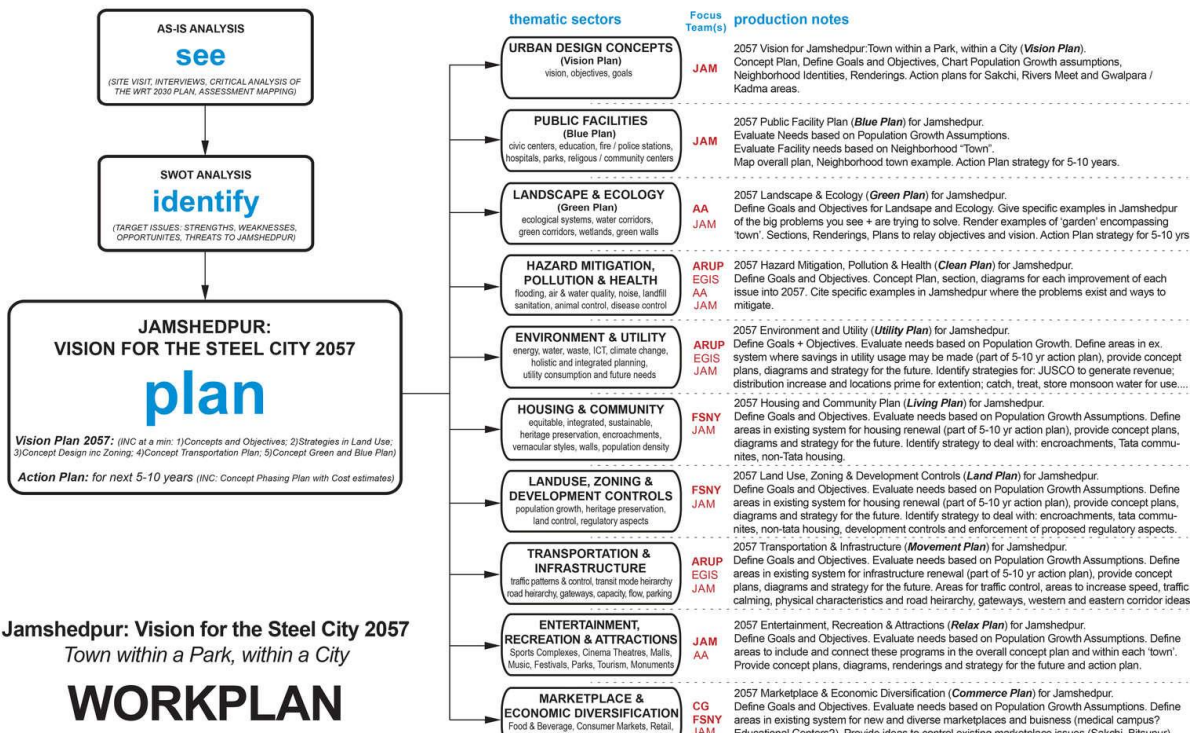 AS-IS ANALYSIS
see
(SITE VISIT, INTERVIEWS, CRITICAL ANALYSIS OF
THE WRT 2030 PLAN, ASSESSMENT MAPPING)
SWOT ANALYSIS
identify
(TARGET ISSUES: STRENGTHS, WEAKNESSES,
OPPORTUNITES, THREATS TO JAMSHEDPUR)
JAMSHEDPUR:
VISION FOR THE STEEL CITY 2057
plan
Vision Plan 2057: (INC at a min: 1)Concepts and Objectives; 2)Strategies in Land Use;
3)Concept Design inc Zoning; 4)Concept Transportation Plan; 5)Concept Green and Blue Plan)
Action Plan: for next 5-10 years (INC: Concept Phasing Plan with Cost estimates)
Jamshedpur: Vision for the Steel City 2057
Town within a Park, within a City
WORKPLAN
thematic sectors
Focus
Team(s)
production notes
URBAN DESIGN CONCEPTS
(Vision Plan)
vision, objectives, goals
JAM
2057 Vision for Jamshedpur:Town within a Park, within a City (Vision Plan).
Concept Plan, Define Goals and Objectives, Chart Population Growth assumptions,
Neighborhood Identities, Renderings. Action plans for Sakchi, Rivers Meet and Gwalpara /
Kadma areas.
PUBLIC FACILITIES
(Blue Plan)
civic centers, education, fire / police stations,
hospitals, parks, religous / community centers
JAM
2057 Public Facility Plan (Blue Plan) for Jamshedpur.
Evaluate Needs based on Population Growth Assumptions.
Evaluate Facility needs based on Neighborhood "Town".
Map overall plan, Neighborhood town example. Action Plan strategy for 5-10 years.
LANDSCAPE & ECOLOGY
(Green Plan)
ecological systems, water corridors,
green corridors, wetlands, green walls
AA
JAM
2057 Landscape & Ecology (Green Plan) for Jamshedpur.
Define Goals and Objectives for Landsape and Ecology. Give specific examples in Jamshedpur
of the big problems you see + are trying to solve. Render examples of 'garden' encompassing
'town'. Sections, Renderings, Plans to relay objectives and vision. Action Plan strategy for 5-10 yrs
HAZARD MITIGATION,
POLLUTION & HEALTH
flooding, air & water quality, noise, landfill
sanitation, animal control, disease control
ARUP
EGIS
AA
JAM
2057 Hazard Mitigation, Pollution & Health (Clean Plan) for Jamshedpur.
Define Goals and Objectives. Concept Plan, section, diagrams for each improvement of each
issue into 2057. Cite specific examples in Jamshedpur where the problems exist and ways to
mitigate.
ENVIRONMENT & UTILITY
energy, water, waste, ICT, climate change,
holistic and integrated planning,
utility consumption and future needs
ARUP
EGIS
JAM
2057 Environment and Utility (Utility Plan) for Jamshedpur.
Define Goals + Objectives. Evaluate needs based on Population Growth. Define areas in ex.
system where savings in utility usage may be made (part of 5-10 yr action plan), provide concept
plans, diagrams and strategy for the future. Identify strategies for: JUSCO to generate revenue;
distribution increase and locations prime for extention; catch, treat, store monsoon water for use....
HOUSING & COMMUNITY
equitable, integrated, sustainable,
heritage preservation, encroachments,
vernacular styles, walls, population density
FSNY
JAM
2057 Housing and Community Plan (Living Plan) for Jamshedpur.
Define Goals and Objectives. Evaluate needs based on Population Growth Assumptions. Define
areas in existing system for housing renewal (part of 5-10 yr action plan), provide concept plans,
diagrams and strategy for the future. Identify strategy to deal with: encroachments, Tata commu-
nites, non-Tata housing.
LANDUSE, ZONING &
DEVELOPMENT CONTROLS
population growth, heritage preservation,
land control, regulatory aspects
FSNY
JAM
2057 Land Use, Zoning & Development Controls (Land Plan) for Jamshedpur.
Define Goals and Objectives. Evaluate needs based on Population Growth Assumptions. Define
areas in existing system for housing renewal (part of 5-10 yr action plan), provide concept plans,
diagrams and strategy for the future. Identify strategy to deal with: encroachments, tata commu-
nites, non-tata housing, development controls and enforcement of proposed regulatory aspects.
TRANSPORTATION &
INFRASTRUCTURE
traffic patterns & control, transit mode heirarchy
road heirarchy, gateways, capacity, flow, parking
ARUP
EGIS
JAM
2057 Transportation & Infrastructure (Movement Plan) for Jamshedpur.
Define Goals and Objectives. Evaluate needs based on Population Growth Assumptions. Define
areas in existing system for infrastructure renewal (part of 5-10 yr action plan), provide concept
plans, diagrams and strategy for the future. Areas for traffic control, areas to increase speed, traffic
calming, physical characteristics and road heirarchy, gateways, western and eastern corridor ideas
ENTERTAINMENT,
RECREATION & ATTRACTIONS
Sports Complexes, Cinema Theatres, Malls,
Music, Festivals, Parks, Tourism, Monuments
JAM
AA
2057 Entertainment, Recreation & Attractions (Relax Plan) for Jamshedpur.
Define Goals and Objectives. Evaluate needs based on Population Growth Assumptions. Define
areas to include and connect these programs in the overall concept plan and within each 'town'.
Provide concept plans, diagrams, renderings and strategy for the future and action plan.
MARKETPLACE &
ECONOMIC DIVERSIFICATION
Food & Beverage, Consumer Markets, Retail,
CG
FSNY
JAM
2057 Marketplace & Economic Diversification (Commerce Plan) for Jamshedpur.
Define Goals and Objectives. Evaluate needs based on Population Growth Assumptions. Define
areas in existing system for new and diverse marketplaces and buisness (medical campus?
Educational Centers?). Provide ideas to control existing marketplace issues (Sakchi, Bitsupur)